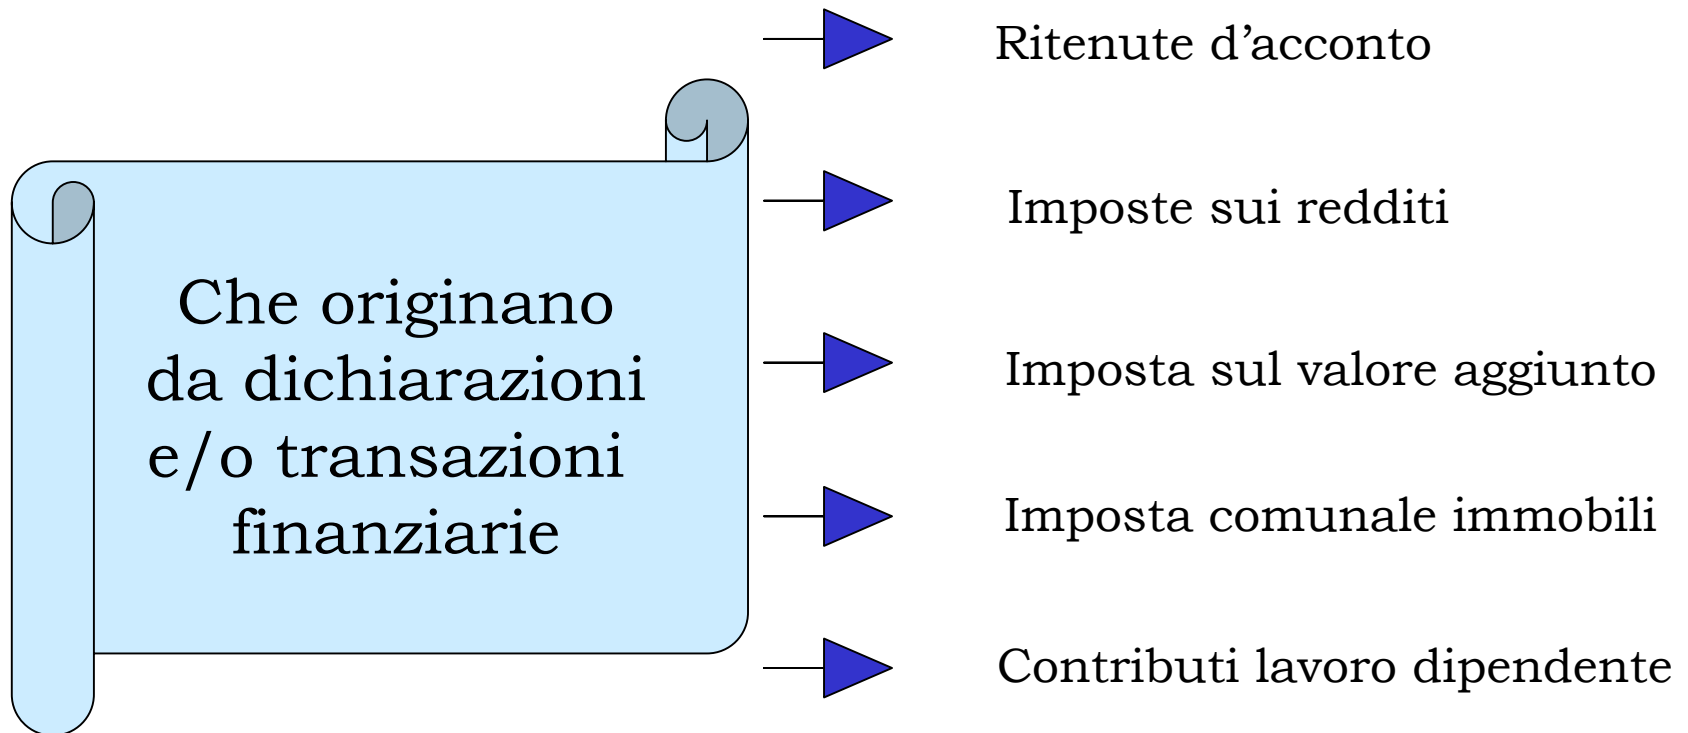 Che originano
da dichiarazioni
e/o transazioni
finanziarie
Ritenute d’acconto
Imposte sui redditi
Imposta sul valore aggiunto
Imposta comunale immobili
Contributi lavoro dipendente